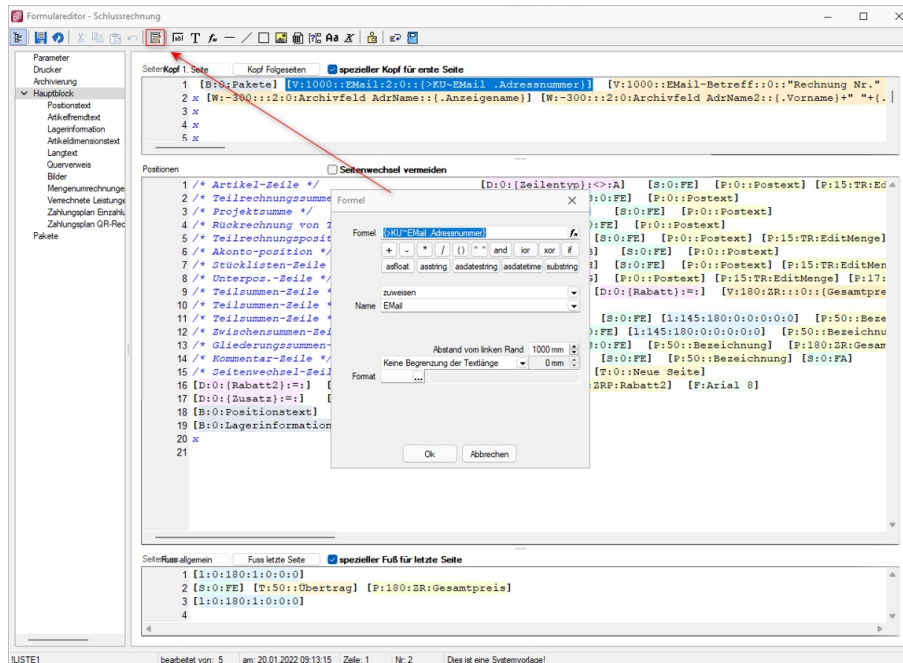 Formulareditor - Schlussrechnung
Parameter
Drucker
Archivierung
Hauptblock
Positionstext
Artikelfremdtext
Lagerinformation
Artikeldimensionstext
Langtext
Querverweis
Bilder
Mengenumrechnunge
Verrechnete Leistunge
Zahlungsplan Einzahlu
Zahlungsplan QR-Rec
Pakete
Kopf 1. Seite Kopf Folgeseiten spezieller Kopf für erste Seite
1 [B:0:Pakete] [V:1000::EMail:2:0::{>KU~EMail .Adressnummer}] [V:1000::EMail-Betreff::0::"Rechnung Nr."
2 x [W:-300:::2:0:Archivfeld AdrName::{.Anzeigename}] [W:-300:::2:0:Archivfeld AdrName2::{.Vorname}+" "+{.
3 x
4 x
5 x
Positionen Seitenwechsel vermeiden
1 /* Artikel-Zeile */ [D:0:{Zeilentyp}:<>:A] [S:0:FE] [P:0::Postext] [P:15:TR:Ed
2 /* Teilrechnungssumme :0:FE] [P:0::Postext]
3 /* Projektsumme */ [S:0:FE] [P:0::Postext]
4 /* Rückrechnung von T :FE] [P:0::Postext]
5 /* Teilrechnungsposit [S:0:FE] [P:0::Postext] [P:15:TR:EditMenge]
6 /* Akonto-position */ [S:0:FE] [P:0::Postext]
7 /* Stücklisten-Zeile [S:0:FE] [P:0::Postext] [P:15:TR:EditMen
8 /* Unterpos.-Zeile * [P:0::Postext] [P:15:TR:EditMenge] [P:17:
9 /* Teilsummen-Zeile * [D:0:{Rabatt}:=:] [V:180:ZR:::0::{Gesamtpre
10 /* Teilsummen-Zeile *
11 /* Teilsummen-Zeile * [S:0:FE] [l:145:180:0:0:0:0:0] [P:50::Beze
12 /* Zwischensummen-Zei :FE] [l:145:180:0:0:0:0:0] [P:50::Bezeichnu
13 /* Gliederungssummen- :0:FE] [P:50::Bezeichnung] [P:180:ZR:Gesam
14 /* Kommentar-Zeile */ [S:0:FE] [P:50::Bezeichnung] [S:0:FA]
15 /* Seitenwechsel-Zeil [T:0::Neue Seite]
16 [D:0:{Rabatt2}:=:] [ ZRP:Rabatt2] [F:Arial 8]
17 [D:0:{Zusatz}:=:] [
18 [B:0:Positionstext]
19 [B:0:Lagerinformation
20 x
21
Formel
Formel {>KU~EMail .Adressnummer} fx
+ - * / () " " and ior xor if
asfloat asstring asdatestring asdatetime substring
zuweisen
Name EMail
Abstand vom linken Rand 1000 mm
Keine Begrenzung der Textlänge 0 mm
Format ...
Ok Abbrechen
Fuss allgemein Fuss letzte Seite spezieller Fuß für letzte Seite
1 [l:0:180:1:0:0:0]
2 [S:0:FE] [T:50::Übertrag] [P:180:ZR:Gesamtpreis]
3 [l:0:180:1:0:0:0]
4
!LISTE1 bearbeitet von: 5 am: 20.01.2022 09:13:15 Zeile: 1 Nr: 2 Dies ist eine Systemvorlage!